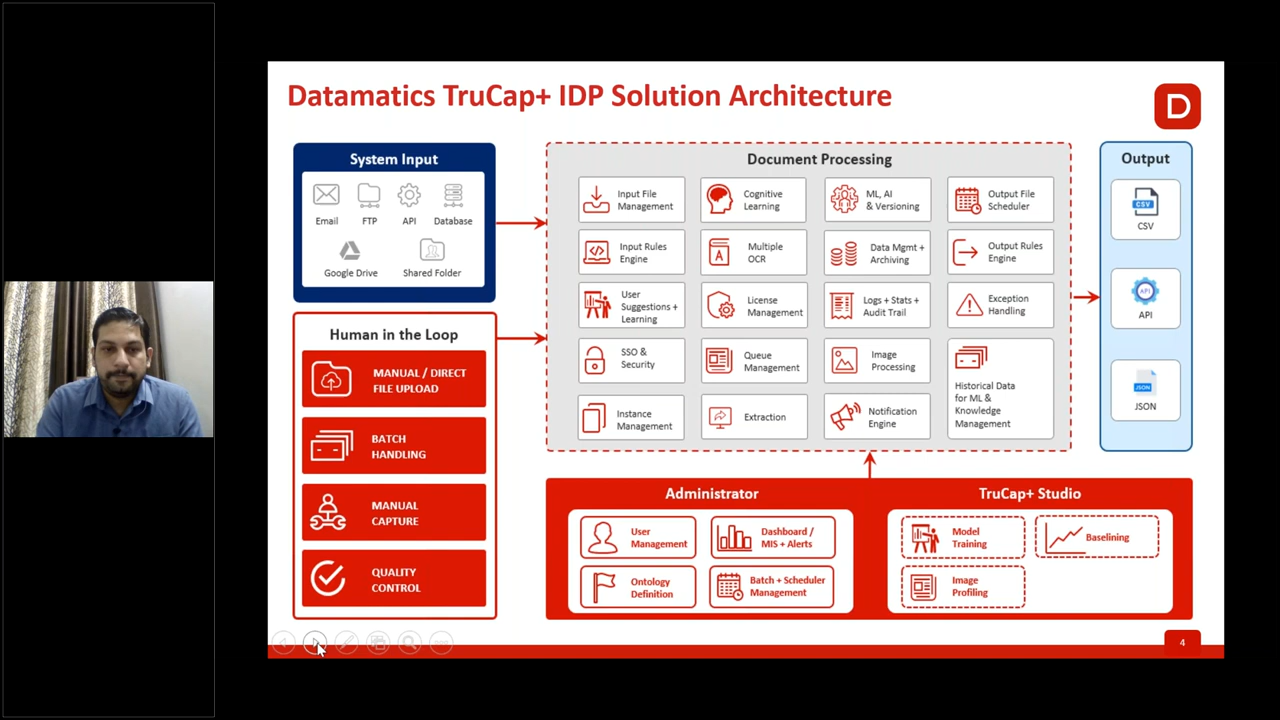 Datamatics TruCap+ IDP Solution Architecture
D
System Input
Email
FTP
API
Database
Google Drive
Shared Folder
Human in the Loop
MANUAL / DIRECT
FILE UPLOAD
BATCH
HANDLING
MANUAL
CAPTURE
QUALITY
CONTROL
Document Processing
Input File
Management
Cognitive
Learning
ML, AI
& Versioning
Output File
Scheduler
Input Rules
Engine
A
Multiple
OCR
Data Mgmt +
Archiving
Output Rules
Engine
User
Suggestions +
Learning
License
Management
Logs + Stats +
Audit Trail
Exception
Handling
SSO &
Security
Queue
Management
Image
Processing
Historical Data
for ML &
Knowledge
Management
Instance
Management
Extraction
Notification
Engine
Output
CSV
CSV
API
API
JSON
JSON
Administrator
User
Management
Dashboard /
MIS + Alerts
Ontology
Definition
Batch + Scheduler
Management
TruCap+ Studio
Model
Training
Baselining
Image
Profiling
4